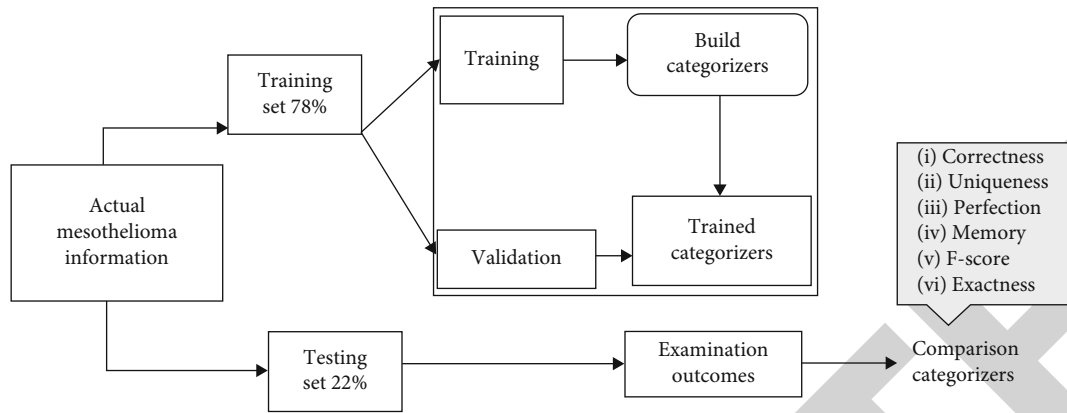 Training
set 78%
Training
Build
categorizers
Actual
mesothelioma
information
Validation
Trained
categorizers
Testing
set 22%
Examination
outcomes
(i) Correctness
(ii) Uniqueness
(iii) Perfection
(iv) Memory
(v) F-score
(vi) Exactness
Comparison
categorizers